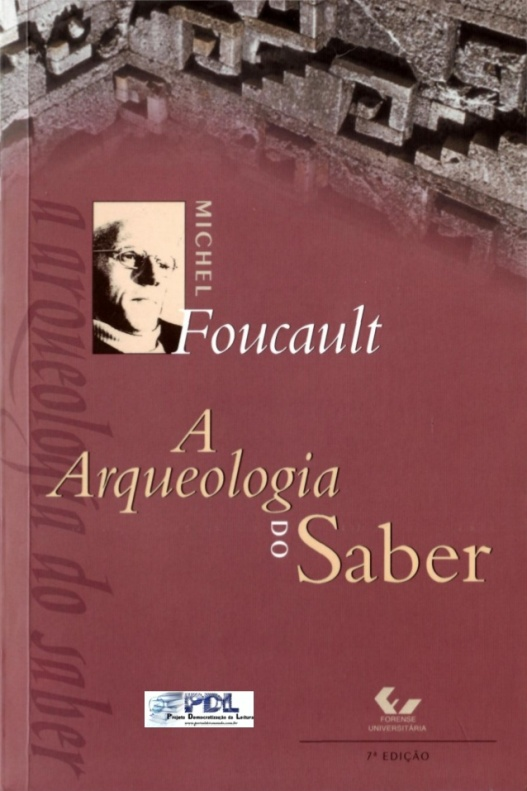 MICHEL
Foucault
A
Arqueologia
DO
Saber
a arqueologia do saber
PDL
Projeto Democratização da Leitura
FORENSE
UNIVERSITÁRIA
7ª EDIÇÃO